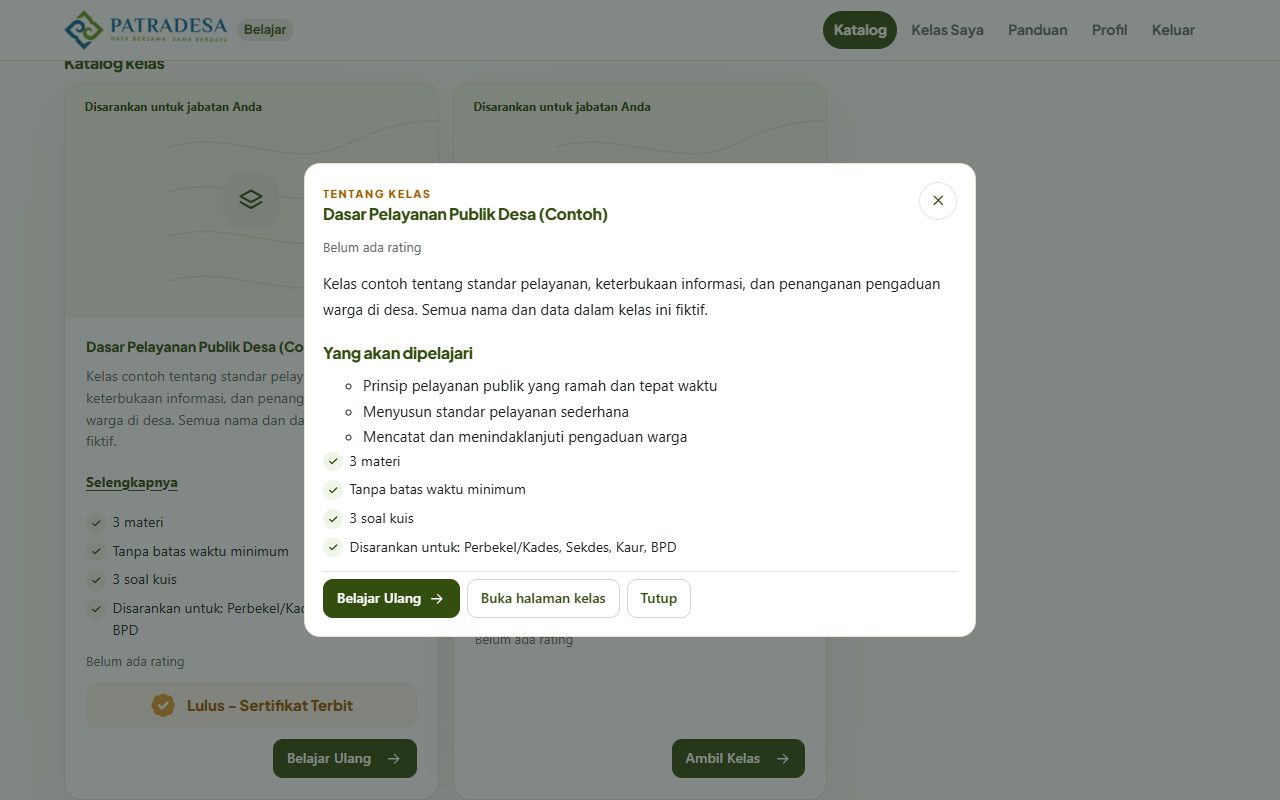 PATRADESA
DAYA BERSAMA SAMA BERDAYA
Belajar
Katalog
Kelas Saya
Panduan
Profil
Keluar
Katalog kelas
Disarankan untuk jabatan Anda
Disarankan untuk jabatan Anda
TENTANG KELAS
Dasar Pelayanan Publik Desa (Contoh)
Belum ada rating
Kelas contoh tentang standar pelayanan, keterbukaan informasi, dan penanganan pengaduan
warga di desa. Semua nama dan data dalam kelas ini fiktif.
Yang akan dipelajari
Prinsip pelayanan publik yang ramah dan tepat waktu
Menyusun standar pelayanan sederhana
Mencatat dan menindaklanjuti pengaduan warga
3 materi
Tanpa batas waktu minimum
3 soal kuis
Disarankan untuk: Perbekel/Kades, Sekdes, Kaur, BPD
Belajar Ulang →
Buka halaman kelas
Tutup
Dasar Pelayanan Publik Desa (Co
Kelas contoh tentang standar pelay
keterbukaan informasi, dan penang
warga di desa. Semua nama dan da
fiktif.
Selengkapnya
3 materi
Tanpa batas waktu minimum
3 soal kuis
Disarankan untuk: Perbekel/Kad
BPD
Belum ada rating
Lulus – Sertifikat Terbit
Belajar Ulang →
Belum ada rating
Ambil Kelas →